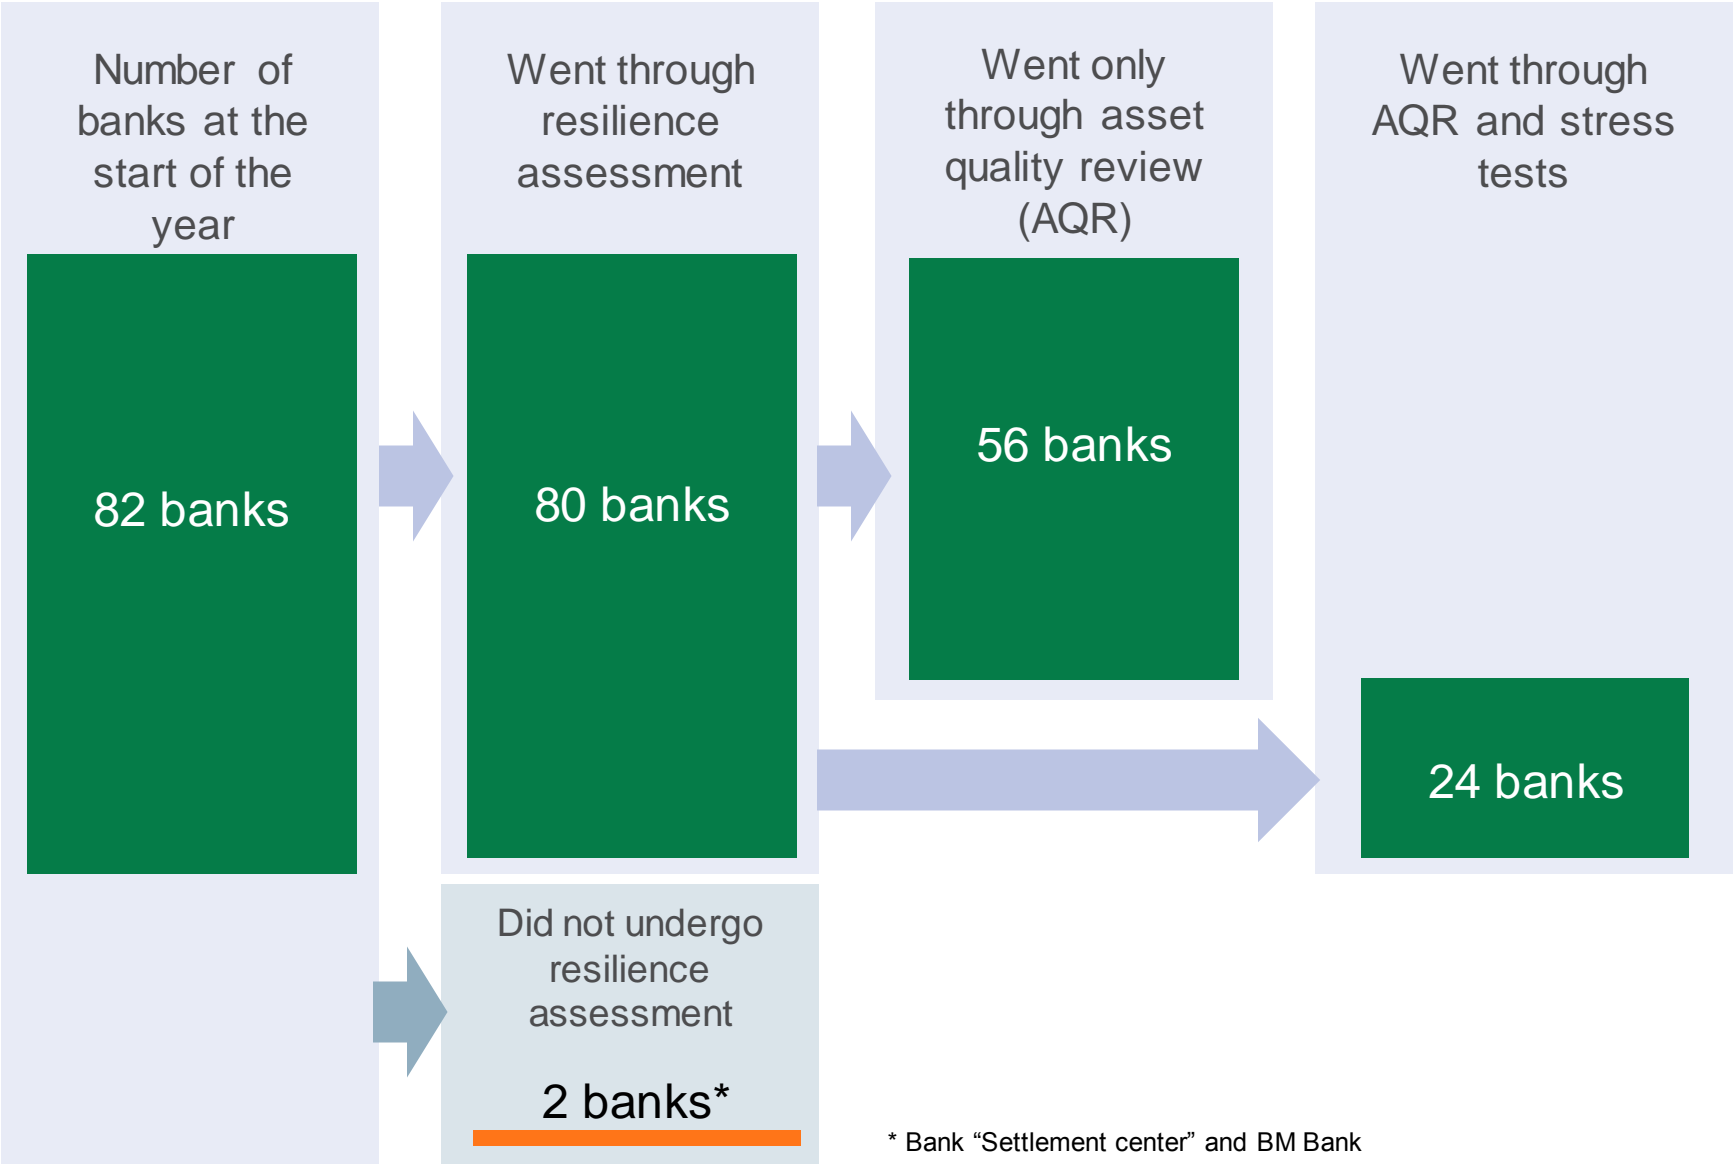 Number of
banks at the
start of the
year
82 banks
Went through
resilience
assessment
80 banks
Went only
through asset
quality review
(AQR)
56 banks
Went through
AQR and stress
tests
24 banks
Did not undergo
resilience
assessment
2 banks*
* Bank “Settlement center” and BM Bank